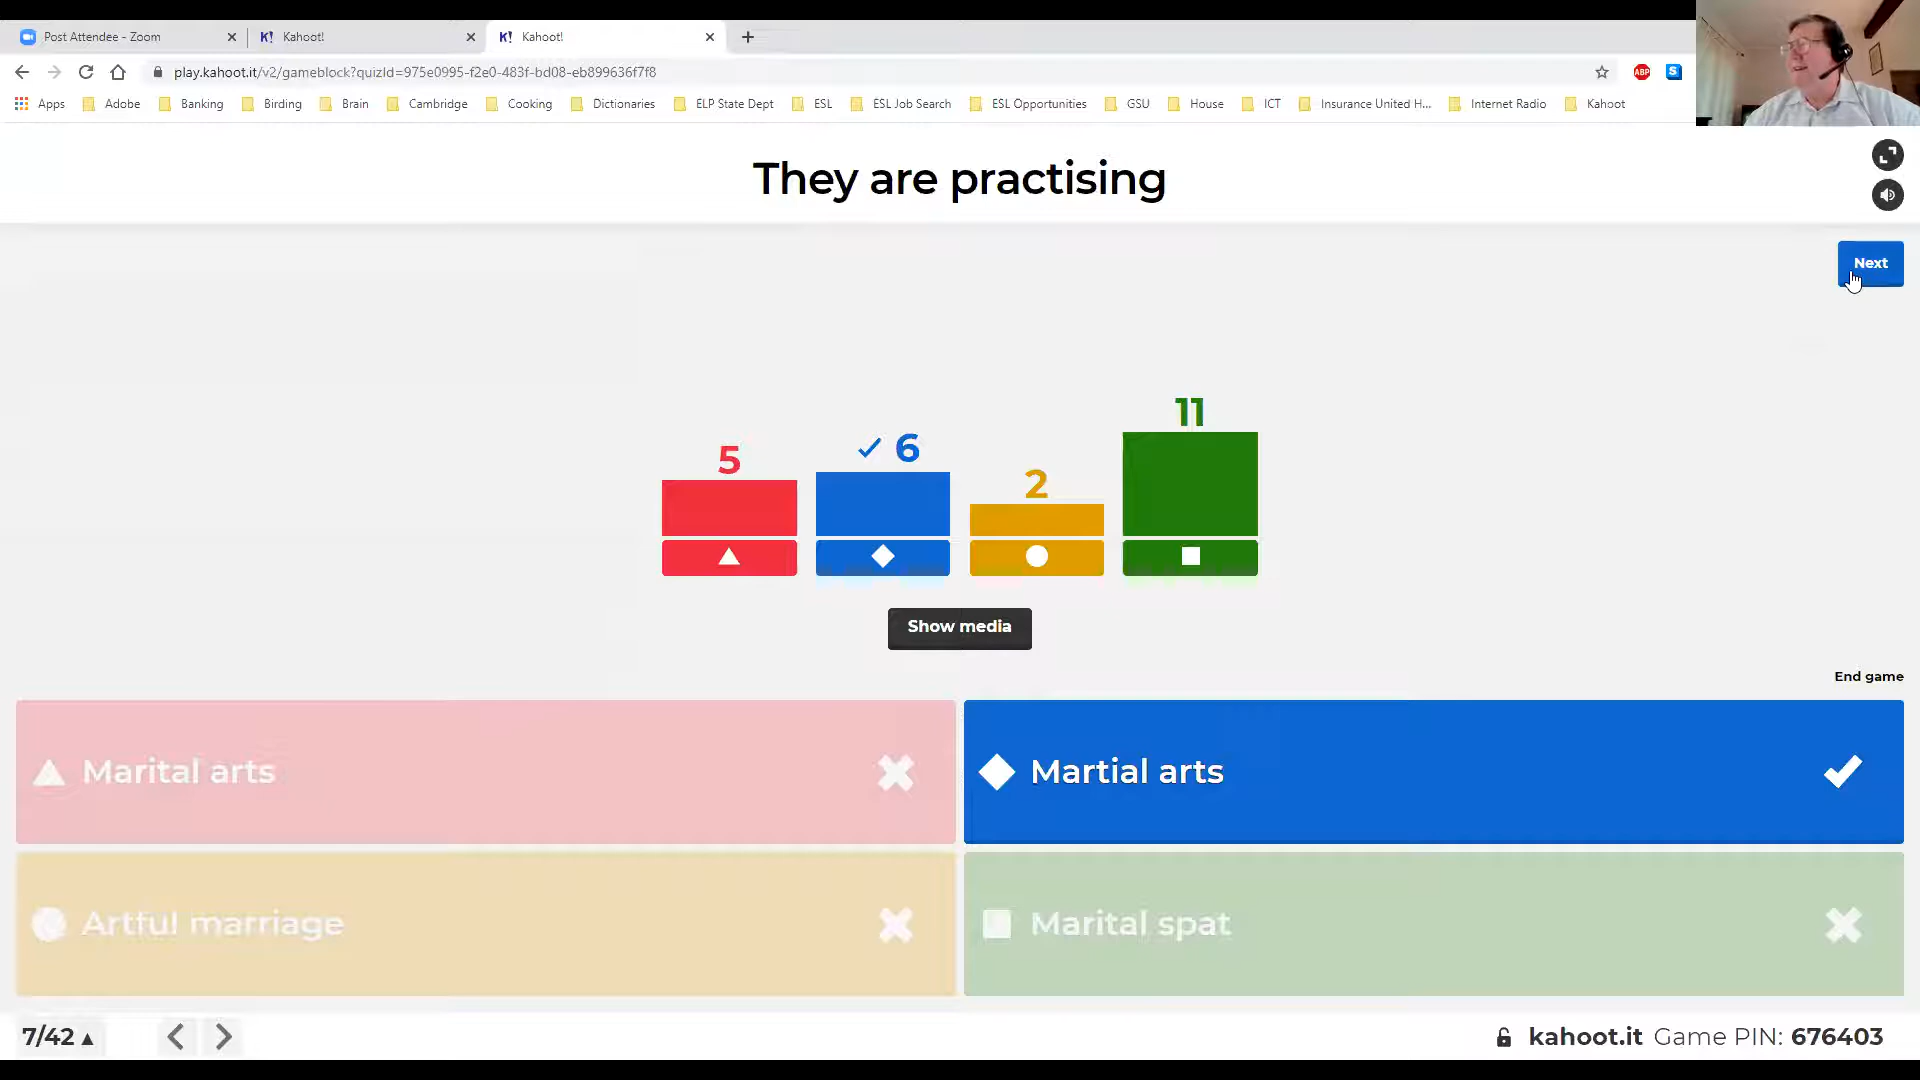 Post Attendee - Zoom
K! Kahoot!
K! Kahoot!
play.kahoot.it/v2/gameblock?quizId=975e0995-f2e0-483f-bd08-eb899636f7f8
ABP
S
Apps Adobe Banking Birding Brain Cambridge Cooking Dictionaries ELP State Dept ESL ESL Job Search ESL Opportunities GSU House ICT Insurance United H... Internet Radio Kahoot
They are practising
Next
5
6
2
11
Show media
End game
Marital arts
Martial arts
Artful marriage
Marital spat
7/42
kahoot.it Game PIN: 676403